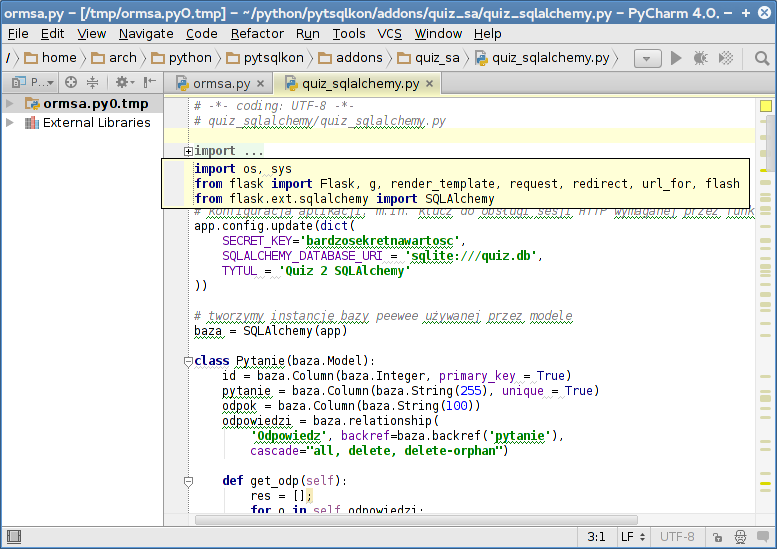 ormsa.py – [/tmp/ormsa.py0.tmp] – ~/python/pytsqlkon/addons/quiz_sa/quiz_sqlalchemy.py – PyCharm 4.0.
File Edit View Navigate Code Refactor Run Tools VCS Window Help
/ home arch python pytsqlkon addons quiz_sa quiz_sqlalchemy.py
P... ormsa.py quiz_sqlalchemy.py
ormsa.py0.tmp
External Libraries
# -*- coding: UTF-8 -*-
# quiz_sqlalchemy/quiz_sqlalchemy.py
import ...
import os, sys
from flask import Flask, g, render_template, request, redirect, url_for, flash
from flask.ext.sqlalchemy import SQLAlchemy
# konfiguracja aplikacji, m.in. klucz do obsługi sesji HTTP wymaganej przez funk
app.config.update(dict(
SECRET_KEY='bardzosekretnawartosc',
SQLALCHEMY_DATABASE_URI = 'sqlite:///quiz.db',
TYTUL = 'Quiz 2 SQLAlchemy'
))
# tworzymy instancję bazy peewee używanej przez modele
baza = SQLAlchemy(app)
class Pytanie(baza.Model):
id = baza.Column(baza.Integer, primary_key = True)
pytanie = baza.Column(baza.String(255), unique = True)
odpok = baza.Column(baza.String(100))
odpowiedzi = baza.relationship(
'Odpowiedz', backref=baza.backref('pytanie'),
cascade="all, delete, delete-orphan")
def get_odp(self):
res = [];
for o in self.odpowiedzi:
3:1 LF UTF-8